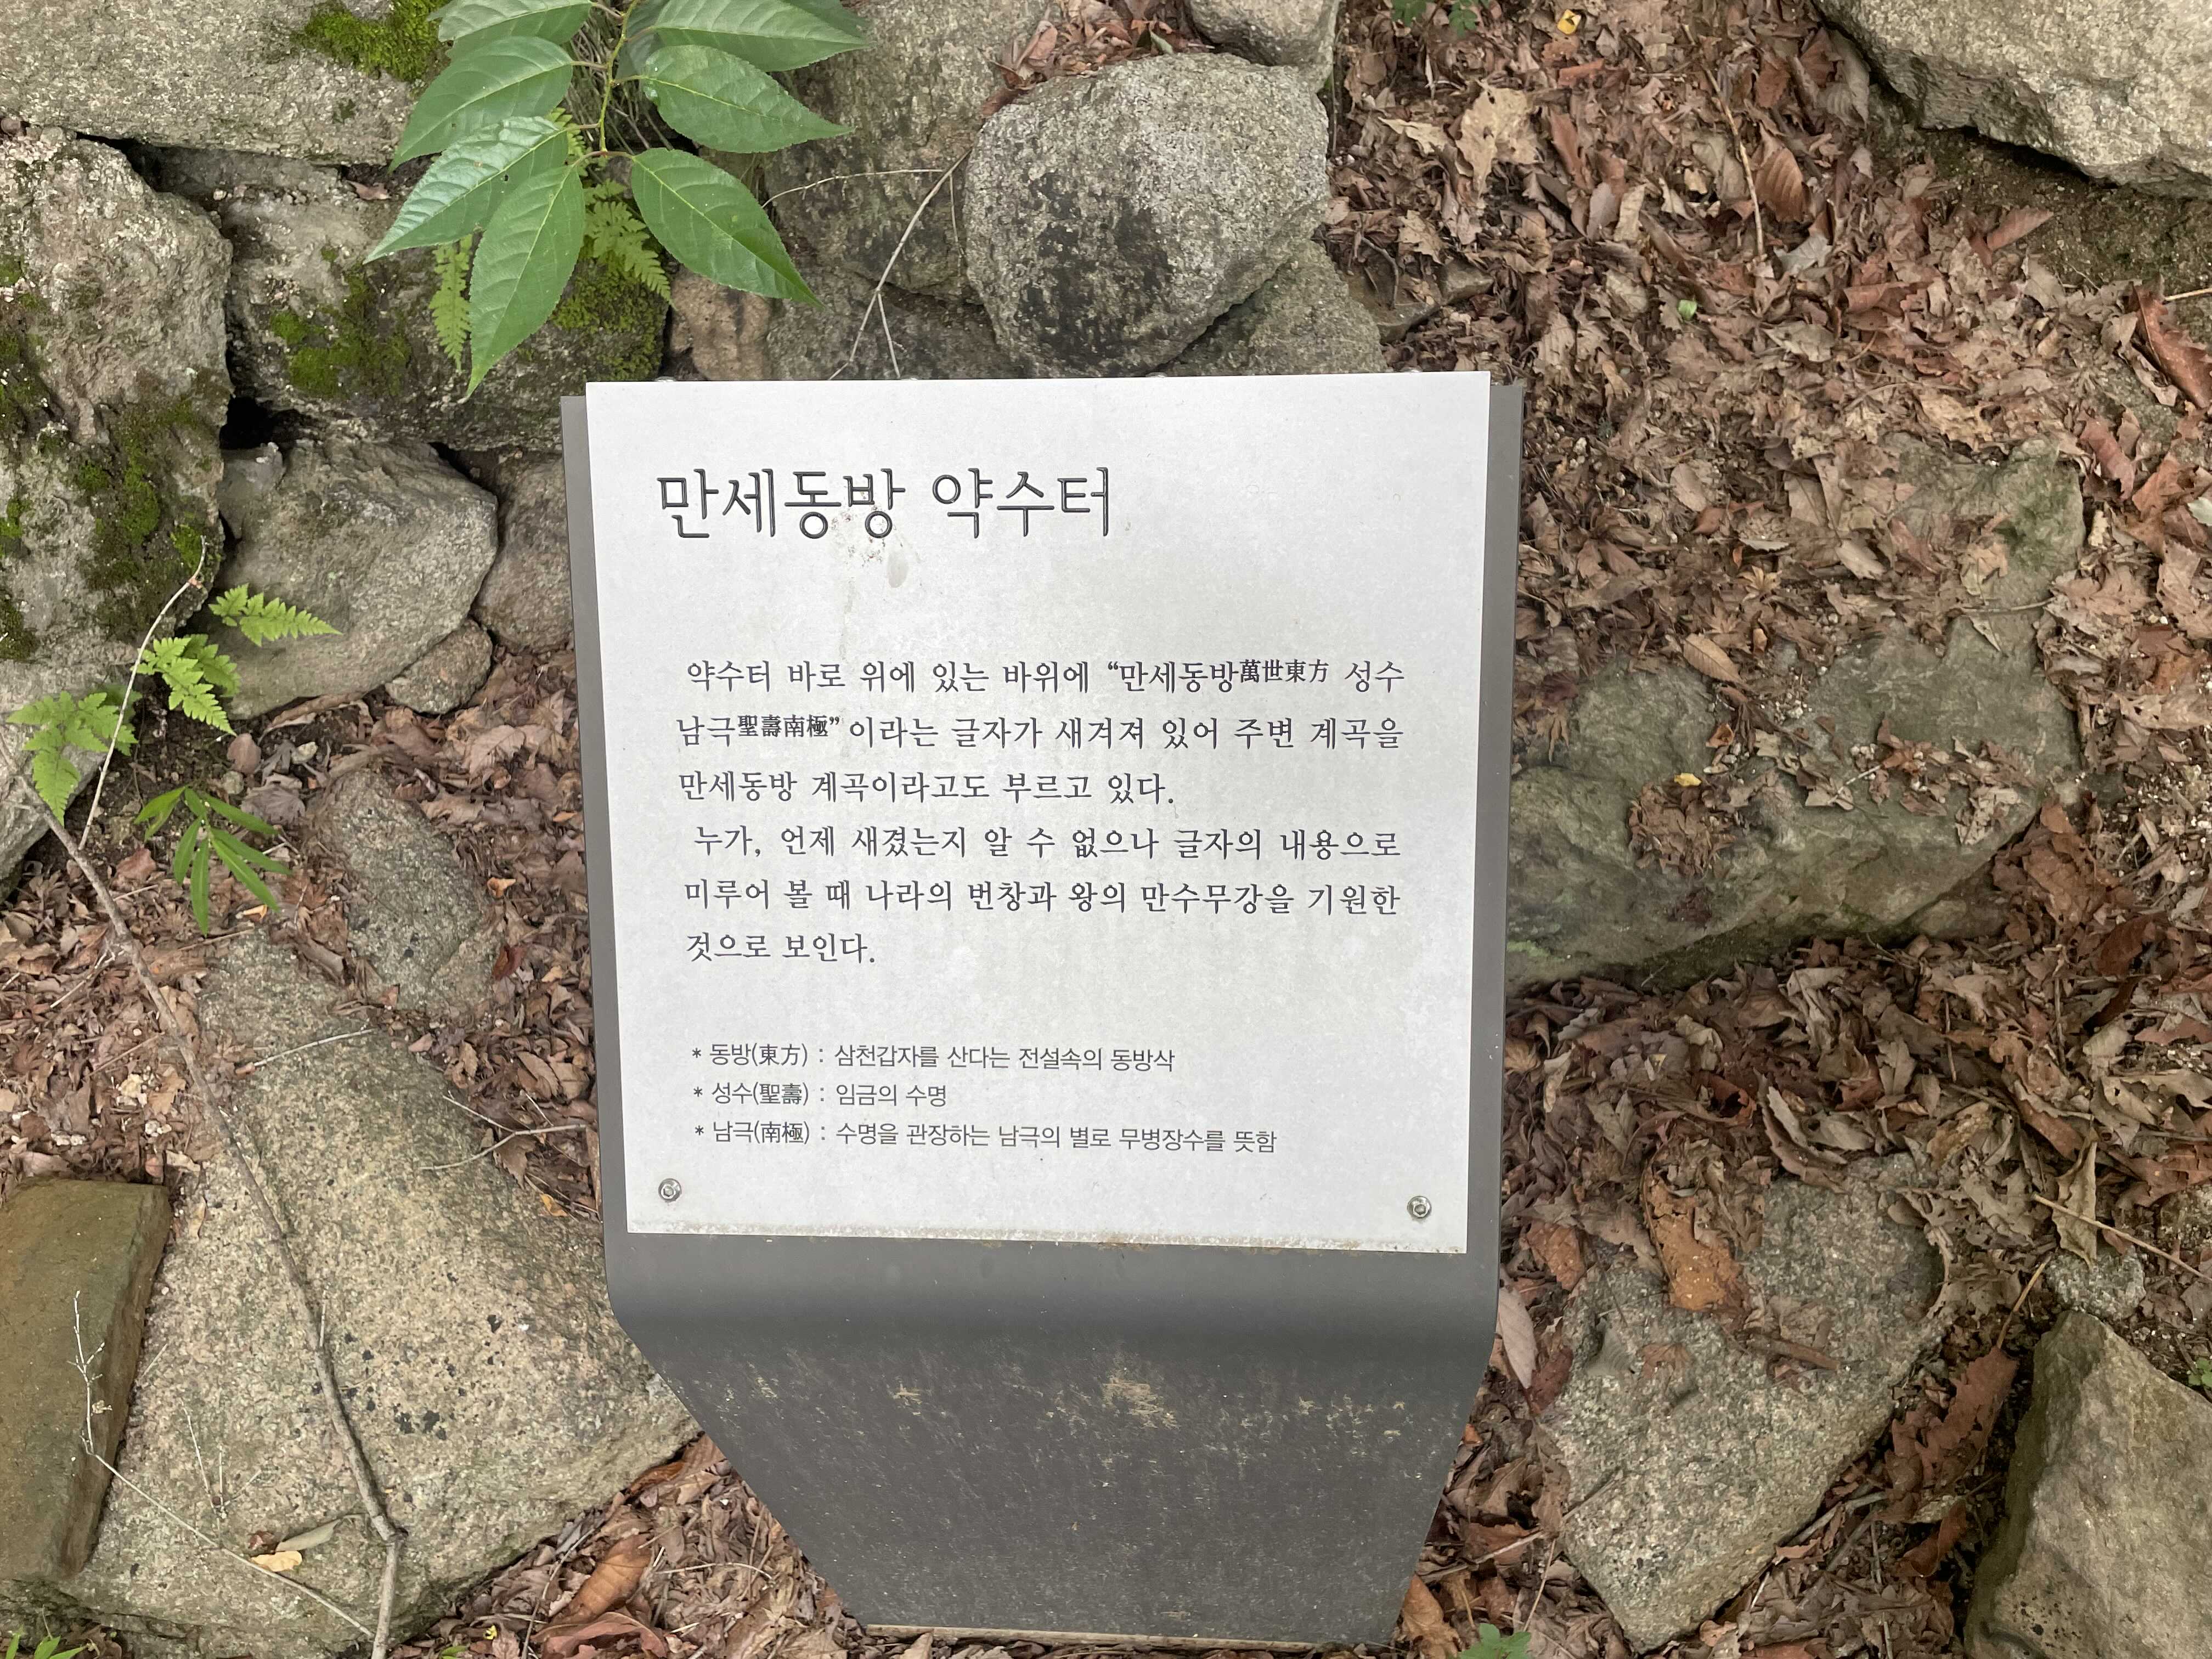 만세동방 약수터
약수터 바로 위에 있는 바위에 “만세동방萬世東方 성수
남극聖壽南極”이라는 글자가 새겨져 있어 주변 계곡을
만세동방 계곡이라고도 부르고 있다.
누가, 언제 새겼는지 알 수 없으나 글자의 내용으로
미루어 볼 때 나라의 번창과 왕의 만수무강을 기원한
것으로 보인다.
* 동방(東方) : 삼천갑자를 산다는 전설속의 동방삭
* 성수(聖壽) : 임금의 수명
* 남극(南極) : 수명을 관장하는 남극의 별로 무병장수를 뜻함